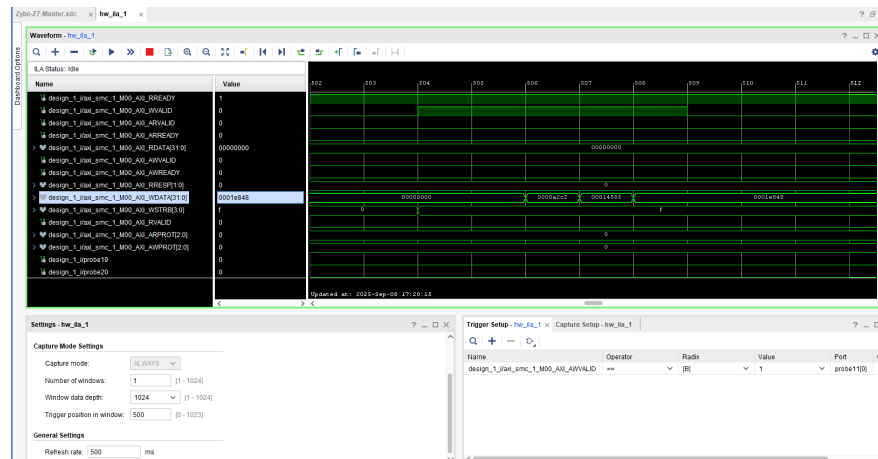 Zybo-Z7-Master.xdc × hw_ila_1 ×
Dashboard Options
Waveform - hw_ila_1
ILA Status: Idle
Name Value
502 503 504 505 506 507 508 509 510 511 512
design_1_i/axi_smc_1_M00_AXI_RREADY 1
design_1_i/axi_smc_1_M00_AXI_WVALID 0
design_1_i/axi_smc_1_M00_AXI_ARVALID 0
design_1_i/axi_smc_1_M00_AXI_ARREADY 0
design_1_i/axi_smc_1_M00_AXI_RDATA[31:0] 00000000 00000000
design_1_i/axi_smc_1_M00_AXI_AWVALID 0
design_1_i/axi_smc_1_M00_AXI_AWREADY 0
design_1_i/axi_smc_1_M00_AXI_RRESP[1:0] 0 0
design_1_i/axi_smc_1_M00_AXI_WDATA[31:0] 0001e848 00000000 0000a2c2 00014585 0001e848
design_1_i/axi_smc_1_M00_AXI_WSTRB[3:0] f 0 f
design_1_i/axi_smc_1_M00_AXI_RVALID 0
design_1_i/axi_smc_1_M00_AXI_ARPROT[2:0] 0 0
design_1_i/axi_smc_1_M00_AXI_AWPROT[2:0] 0 0
design_1_i/probe19 0
design_1_i/probe20 0
Updated at: 2025-Sep-08 17:20:15
Settings - hw_ila_1
Capture Mode Settings
Capture mode: ALWAYS
Number of windows: 1 [1 - 1024]
Window data depth: 1024 [1 - 1024]
Trigger position in window: 500 [0 - 1023]
General Settings
Refresh rate: 500 ms
Trigger Setup - hw_ila_1 × Capture Setup - hw_ila_1
Name Operator Radix Value Port
design_1_i/axi_smc_1_M00_AXI_AWVALID == [B] 1 probe11[0]